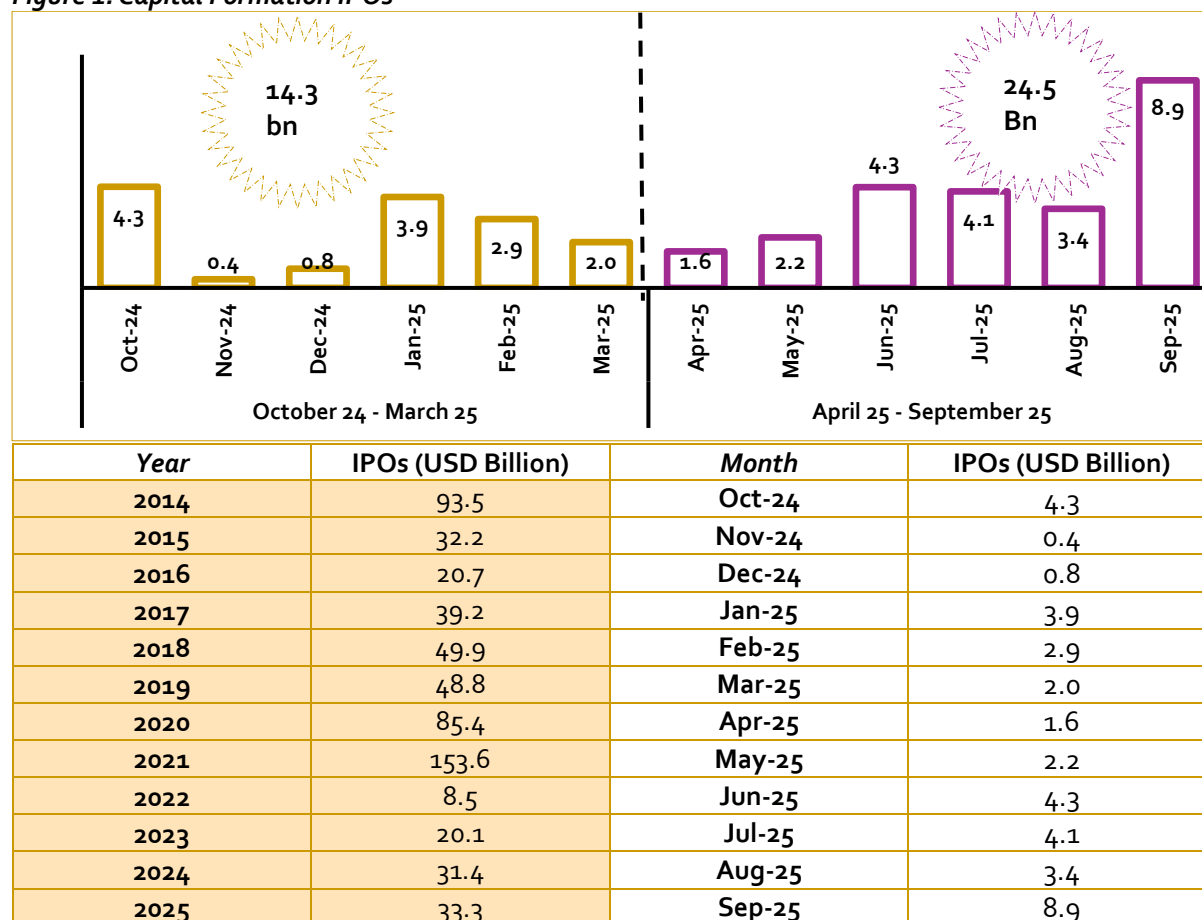 Figure 1: Capital Formation IPOs
14.3
bn
24.5
Bn
4.3
0.4
0.8
3.9
2.9
2.0
1.6
2.2
4.3
4.1
3.4
8.9
Oct-24
Nov-24
Dec-24
Jan-25
Feb-25
Mar-25
Apr-25
May-25
Jun-25
Jul-25
Aug-25
Sep-25
October 24 - March 25
April 25 - September 25
Year IPOs (USD Billion) Month IPOs (USD Billion)
2014 93.5 Oct-24 4.3
2015 32.2 Nov-24 0.4
2016 20.7 Dec-24 0.8
2017 39.2 Jan-25 3.9
2018 49.9 Feb-25 2.9
2019 48.8 Mar-25 2.0
2020 85.4 Apr-25 1.6
2021 153.6 May-25 2.2
2022 8.5 Jun-25 4.3
2023 20.1 Jul-25 4.1
2024 31.4 Aug-25 3.4
2025 33.3 Sep-25 8.9